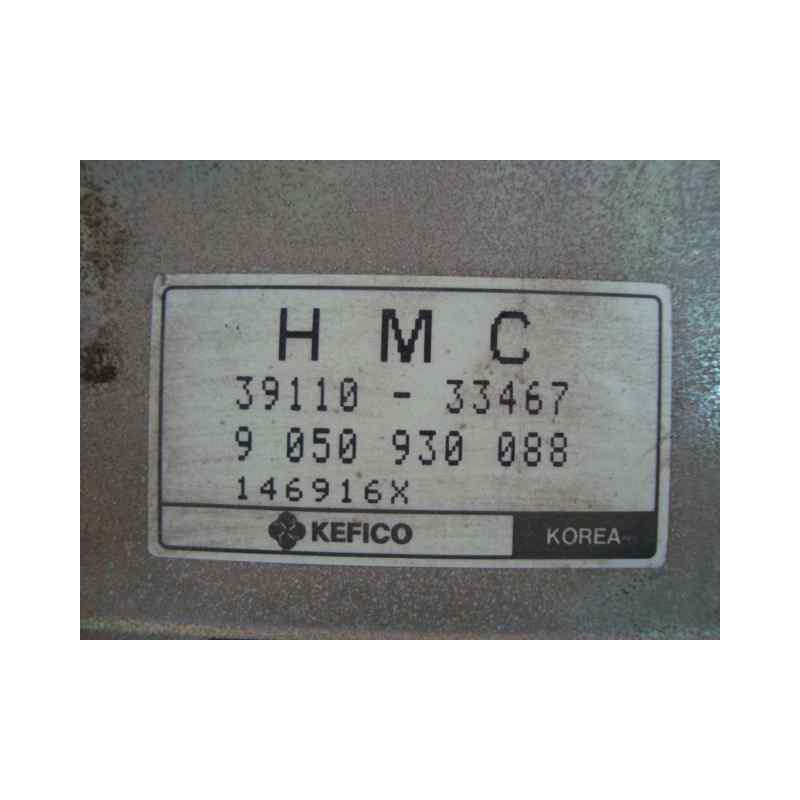 H M C
39110 - 33467
9 050 930 088
146916X
KEFICO KOREA